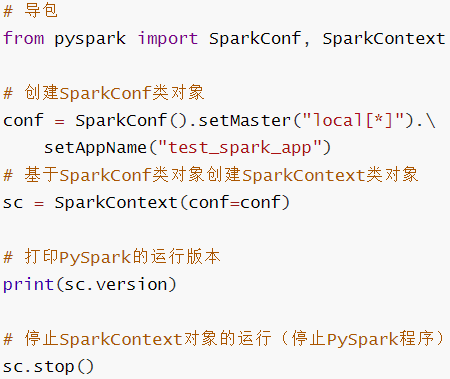 # 导包
from pyspark import SparkConf, SparkContext
# 创建SparkConf类对象
conf = SparkConf().setMaster("local[*]").\
    setAppName("test_spark_app")
# 基于SparkConf类对象创建SparkContext类对象
sc = SparkContext(conf=conf)
# 打印PySpark的运行版本
print(sc.version)
# 停止SparkContext对象的运行（停止PySpark程序）
sc.stop()